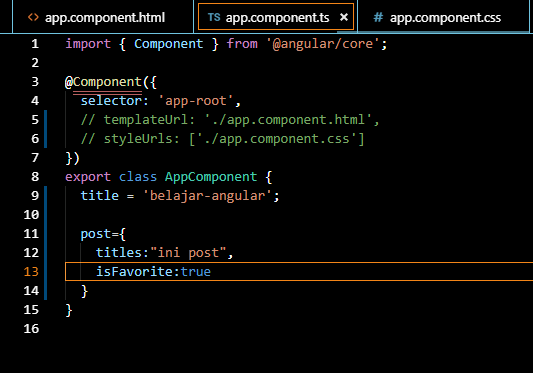 <> app.component.html TS app.component.ts × # app.component.css
1 import { Component } from '@angular/core';
2
3 @Component({
4 selector: 'app-root',
5 // templateUrl: './app.component.html',
6 // styleUrls: ['./app.component.css']
7 })
8 export class AppComponent {
9 title = 'belajar-angular';
10
11 post={
12 titles:"ini post",
13 isFavorite:true
14 }
15 }
16